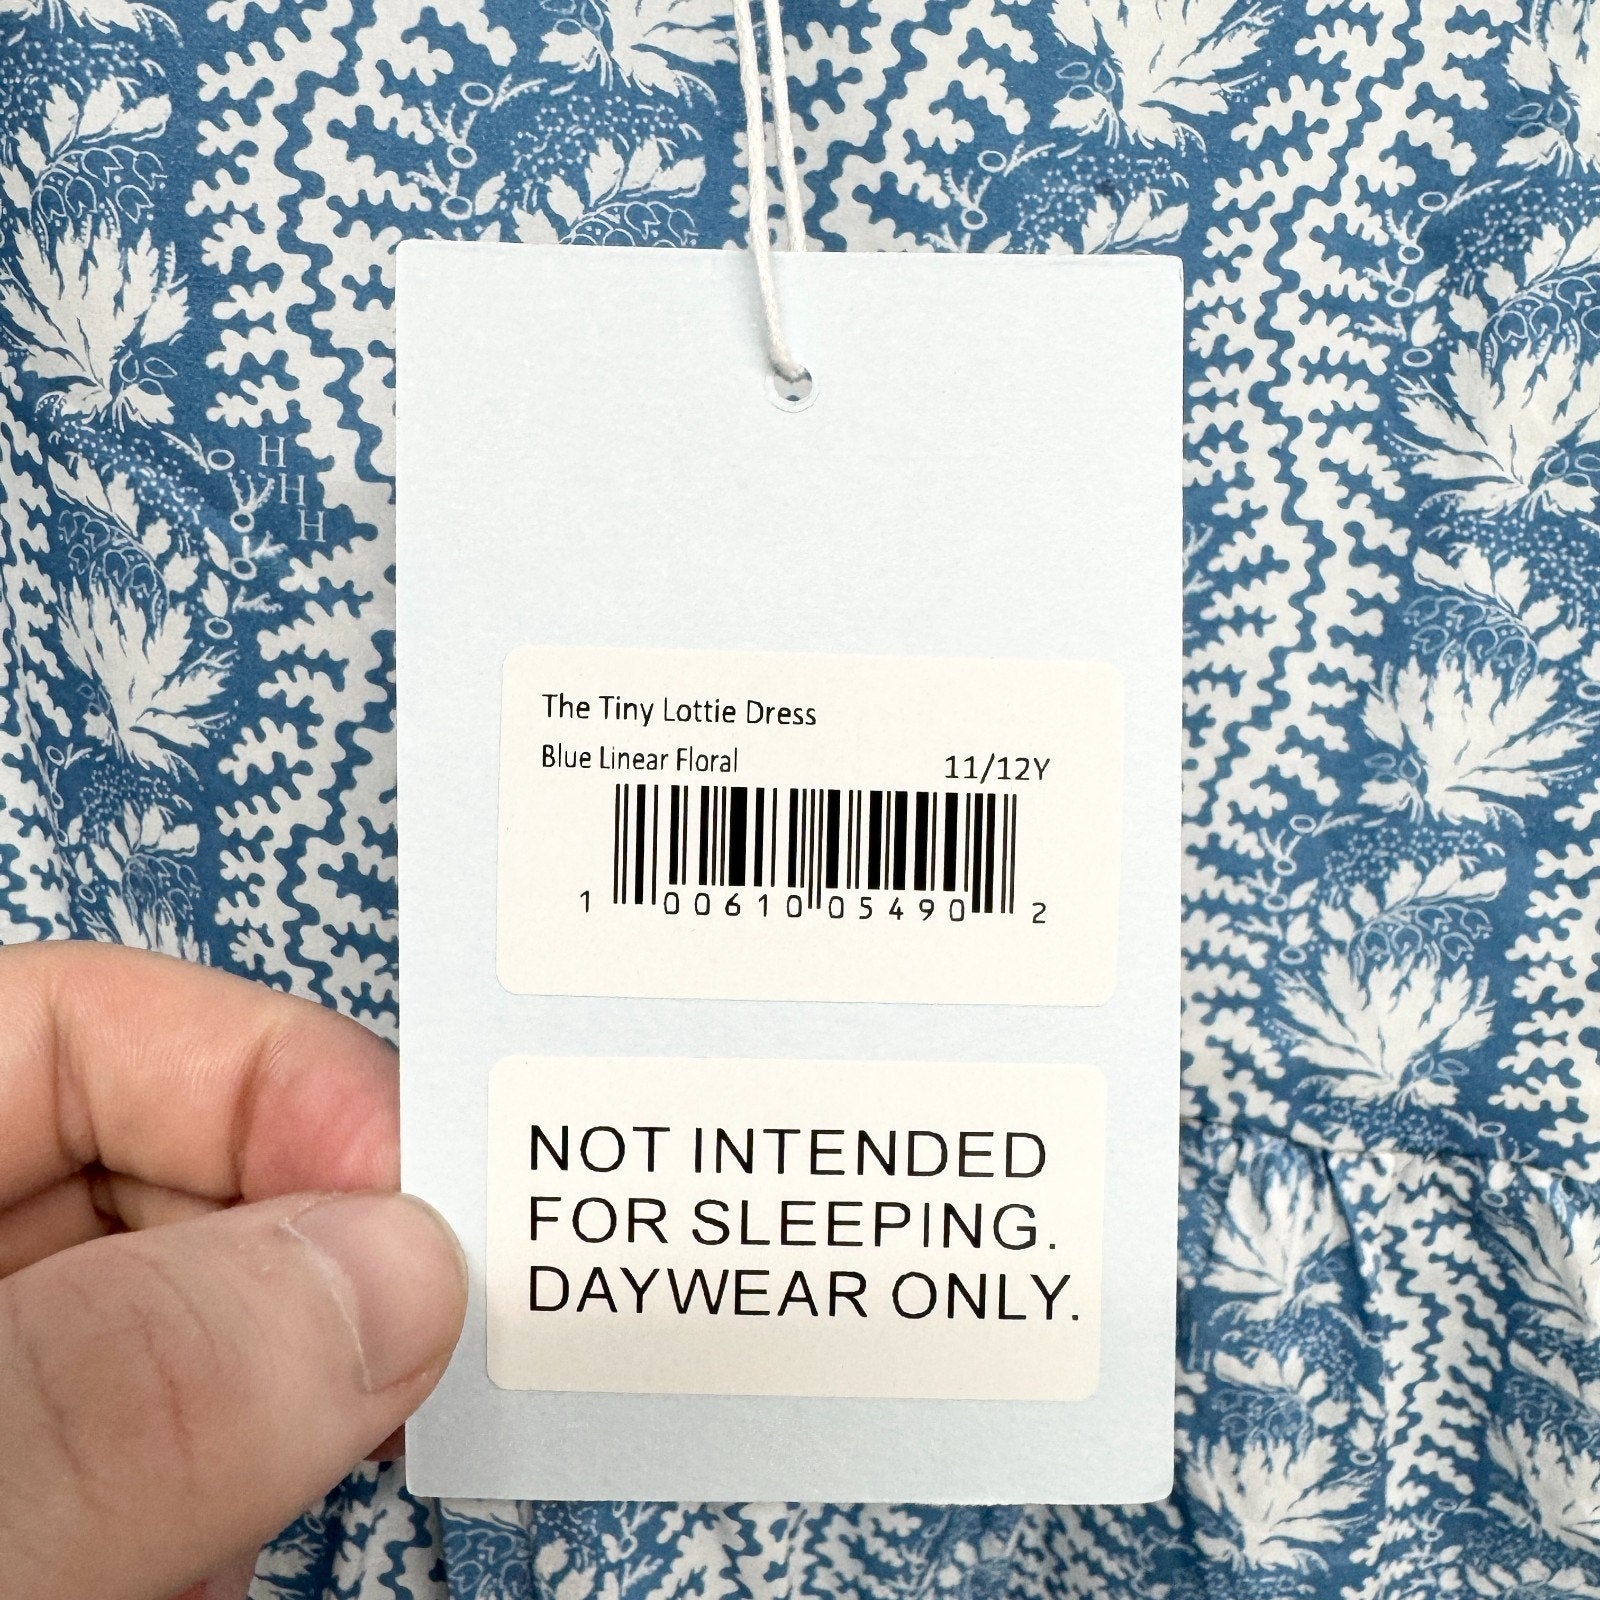 H
H
H
The Tiny Lottie Dress
Blue Linear Floral 11/12Y
1 00610 05490 2
NOT INTENDED
FOR SLEEPING.
DAYWEAR ONLY.